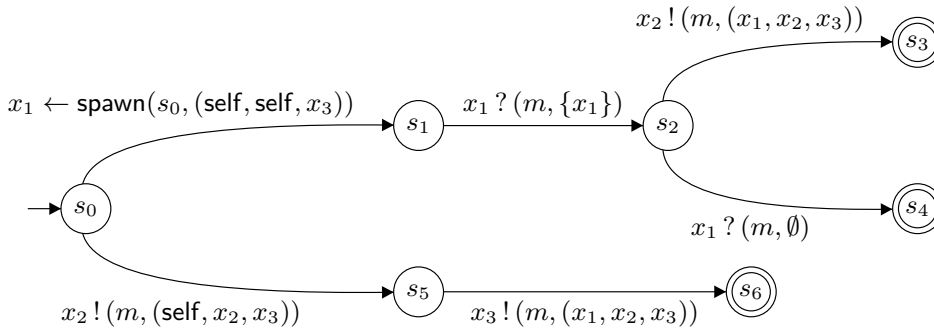 x₂ ! (m, (x₁, x₂, x₃))
s₃
x₁ ← spawn(s₀, (self, self, x₃))
x₁ ? (m, {x₁})
s₁
s₂
s₀
s₄
x₁ ? (m, ∅)
x₂ ! (m, (self, x₂, x₃))
s₅
x₃ ! (m, (x₁, x₂, x₃))
s₆